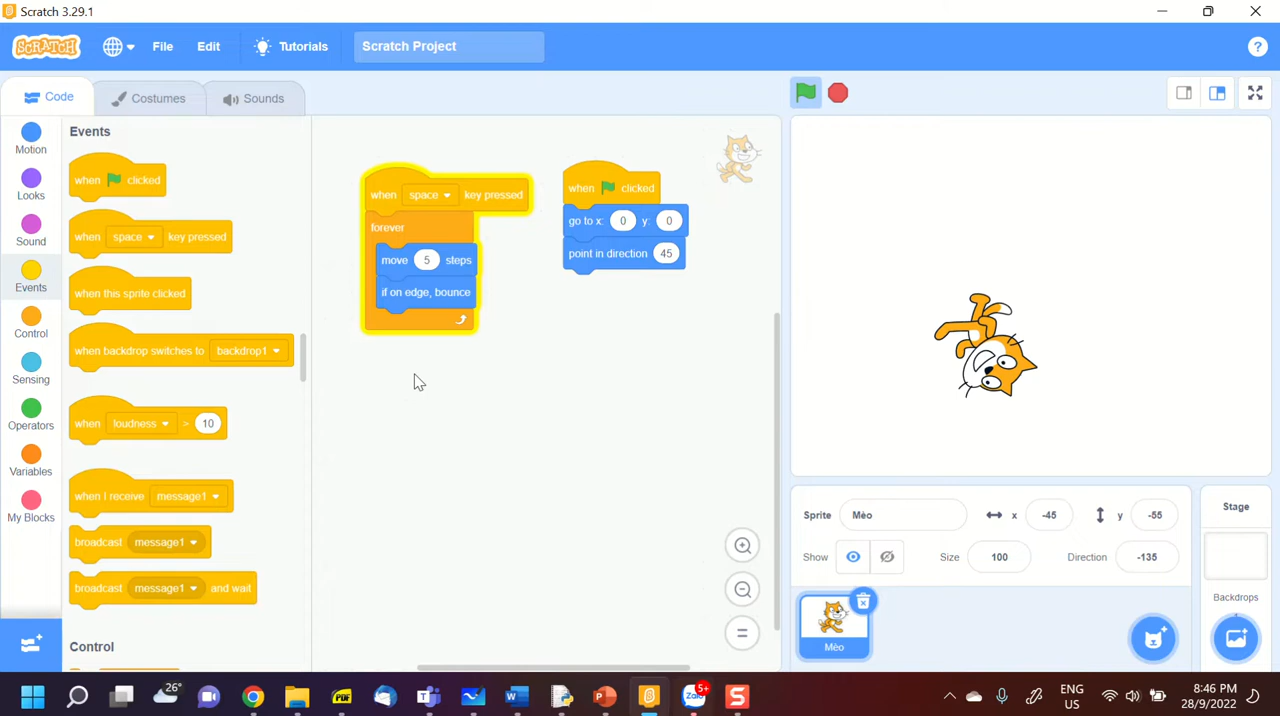 Scratch 3.29.1
SCRATCH File Edit Tutorials Scratch Project ?
Code Costumes Sounds
Motion
Looks
Sound
Events
Control
Sensing
Operators
Variables
My Blocks
Events
when clicked
when space key pressed
when this sprite clicked
when backdrop switches to backdrop1
when loudness > 10
when I receive message1
broadcast message1
broadcast message1 and wait
Control
when space key pressed
forever
move 5 steps
if on edge, bounce
when clicked
go to x: 0 y: 0
point in direction 45
Sprite Mèo x -45 y -55
Show Size 100 Direction -135
Mèo
Stage
Backdrops
26°
PDF
Zalo
5+
ENG
US
8:46 PM
28/9/2022